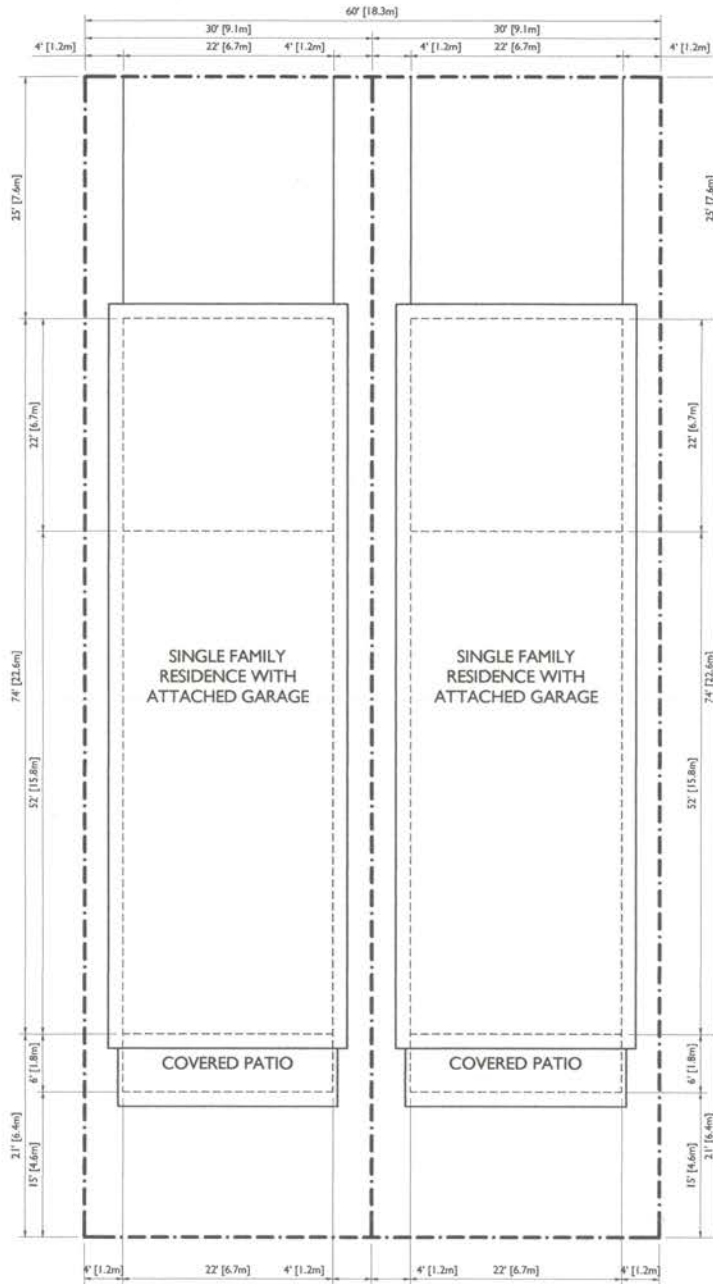 60' [18.3m]
30' [9.1m] 30' [9.1m]
4' [1.2m] 22' [6.7m] 4' [1.2m] 4' [1.2m] 22' [6.7m] 4' [1.2m]
25' [7.6m]
25' [7.6m]
22' [6.7m]
22' [6.7m]
74' [22.6m]
52' [15.8m]
SINGLE FAMILY
RESIDENCE WITH
ATTACHED GARAGE
SINGLE FAMILY
RESIDENCE WITH
ATTACHED GARAGE
52' [15.8m]
74' [22.6m]
6' [1.8m]
COVERED PATIO
COVERED PATIO
6' [1.8m]
21' [6.4m]
15' [4.6m]
15' [4.6m]
21' [6.4m]
4' [1.2m] 22' [6.7m] 4' [1.2m] 4' [1.2m] 22' [6.7m] 4' [1.2m]